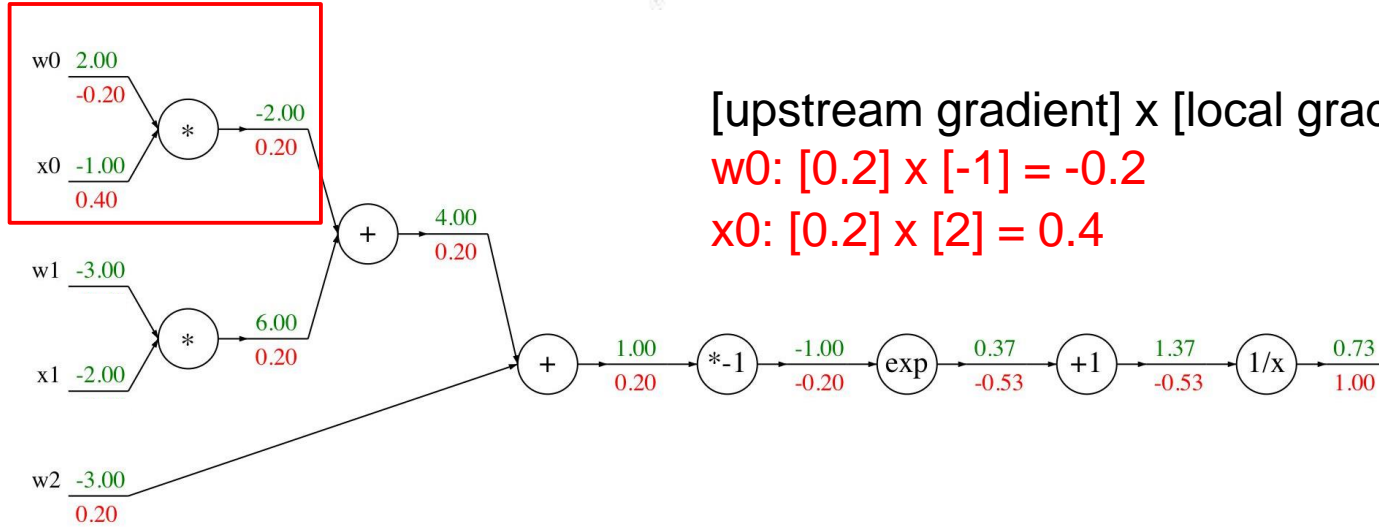 w0 2.00
-0.20
* -2.00
0.20
x0 -1.00
0.40
[upstream gradient] x [local
w0: [0.2] x [-1] = -0.2
x0: [0.2] x [2] = 0.4
+ 4.00
0.20
w1 -3.00
* 6.00
0.20
x1 -2.00
w2 -3.00
0.20
+ 1.00
0.20
*-1 -1.00
-0.20
exp 0.37
-0.53
+1 1.37
-0.53
1/x 0.73
1.00